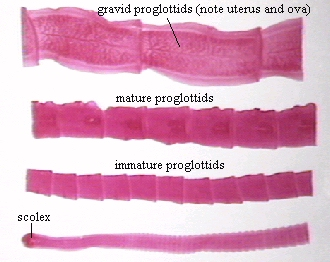 gravid proglottids (note uterus and ova)
mature proglottids
immature proglottids
scolex